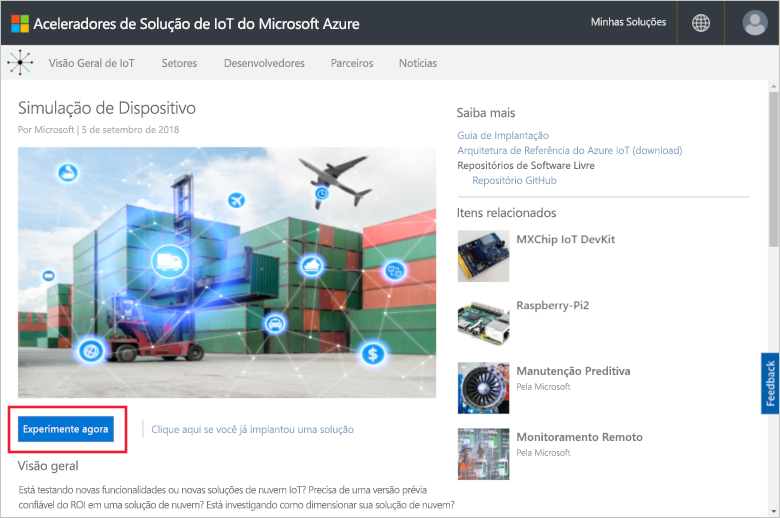 Aceleradores de Solução de IoT do Microsoft Azure
Minhas Soluções
Visão Geral de IoT
Setores
Desenvolvedores
Parceiros
Notícias
Simulação de Dispositivo
Por Microsoft | 5 de setembro de 2018
Experimente agora
Clique aqui se você já implantou uma solução
Visão geral
Está testando novas funcionalidades ou novas soluções de nuvem IoT? Precisa de uma versão prévia
confiável do ROI em uma solução de nuvem? Está investigando como dimensionar sua solução de nuvem?
Saiba mais
Guia de Implantação
Arquitetura de Referência do Azure IoT (download)
Repositórios de Software Livre
Repositório GitHub
Itens relacionados
MXChip IoT DevKit
Raspberry-Pi2
Manutenção Preditiva
Pela Microsoft
Monitoramento Remoto
Pela Microsoft
Feedback